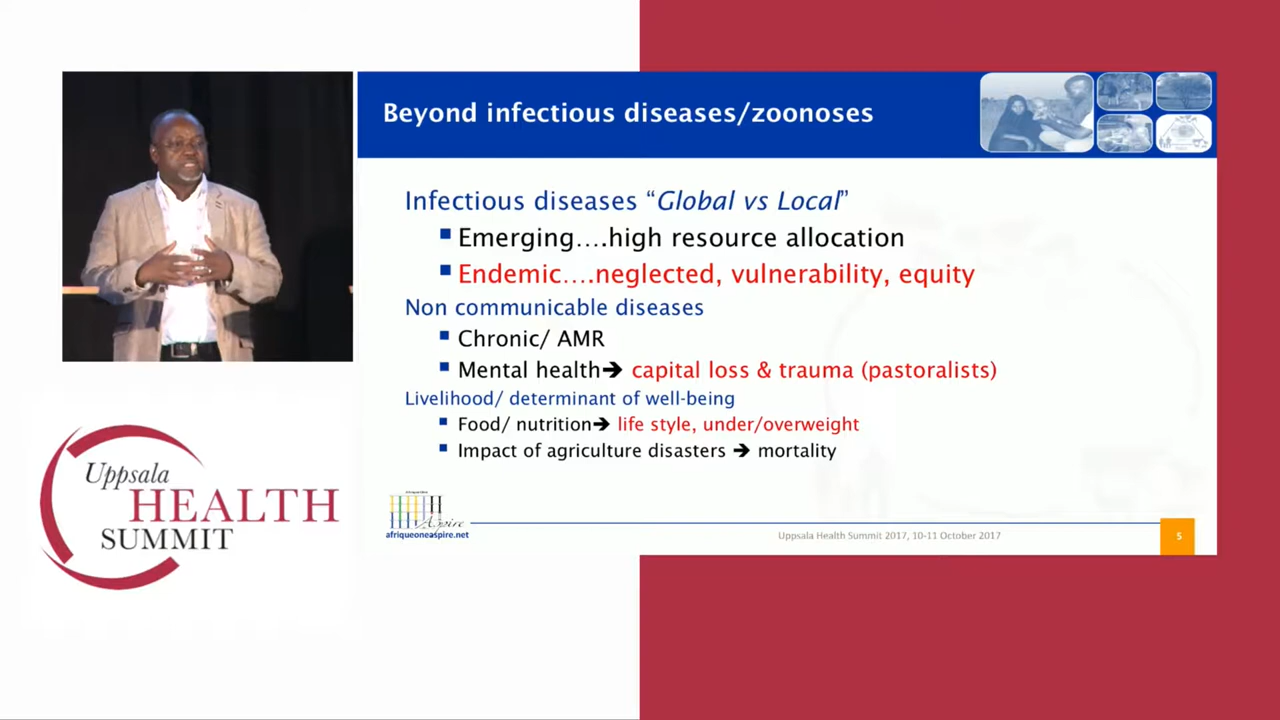 Beyond infectious diseases/zoonoses
Infectious diseases “Global vs Local”
Emerging….high resource allocation
Endemic….neglected, vulnerability, equity
Non communicable diseases
Chronic/ AMR
Mental health➔ capital loss & trauma (pastoralists)
Livelihood/ determinant of well-being
Food/ nutrition➔ life style, under/overweight
Impact of agriculture disasters ➔ mortality
Aspire
afriqueoneaspire.net
Uppsala Health Summit 2017, 10-11 October 2017
5
Uppsala
HEALTH
SUMMIT